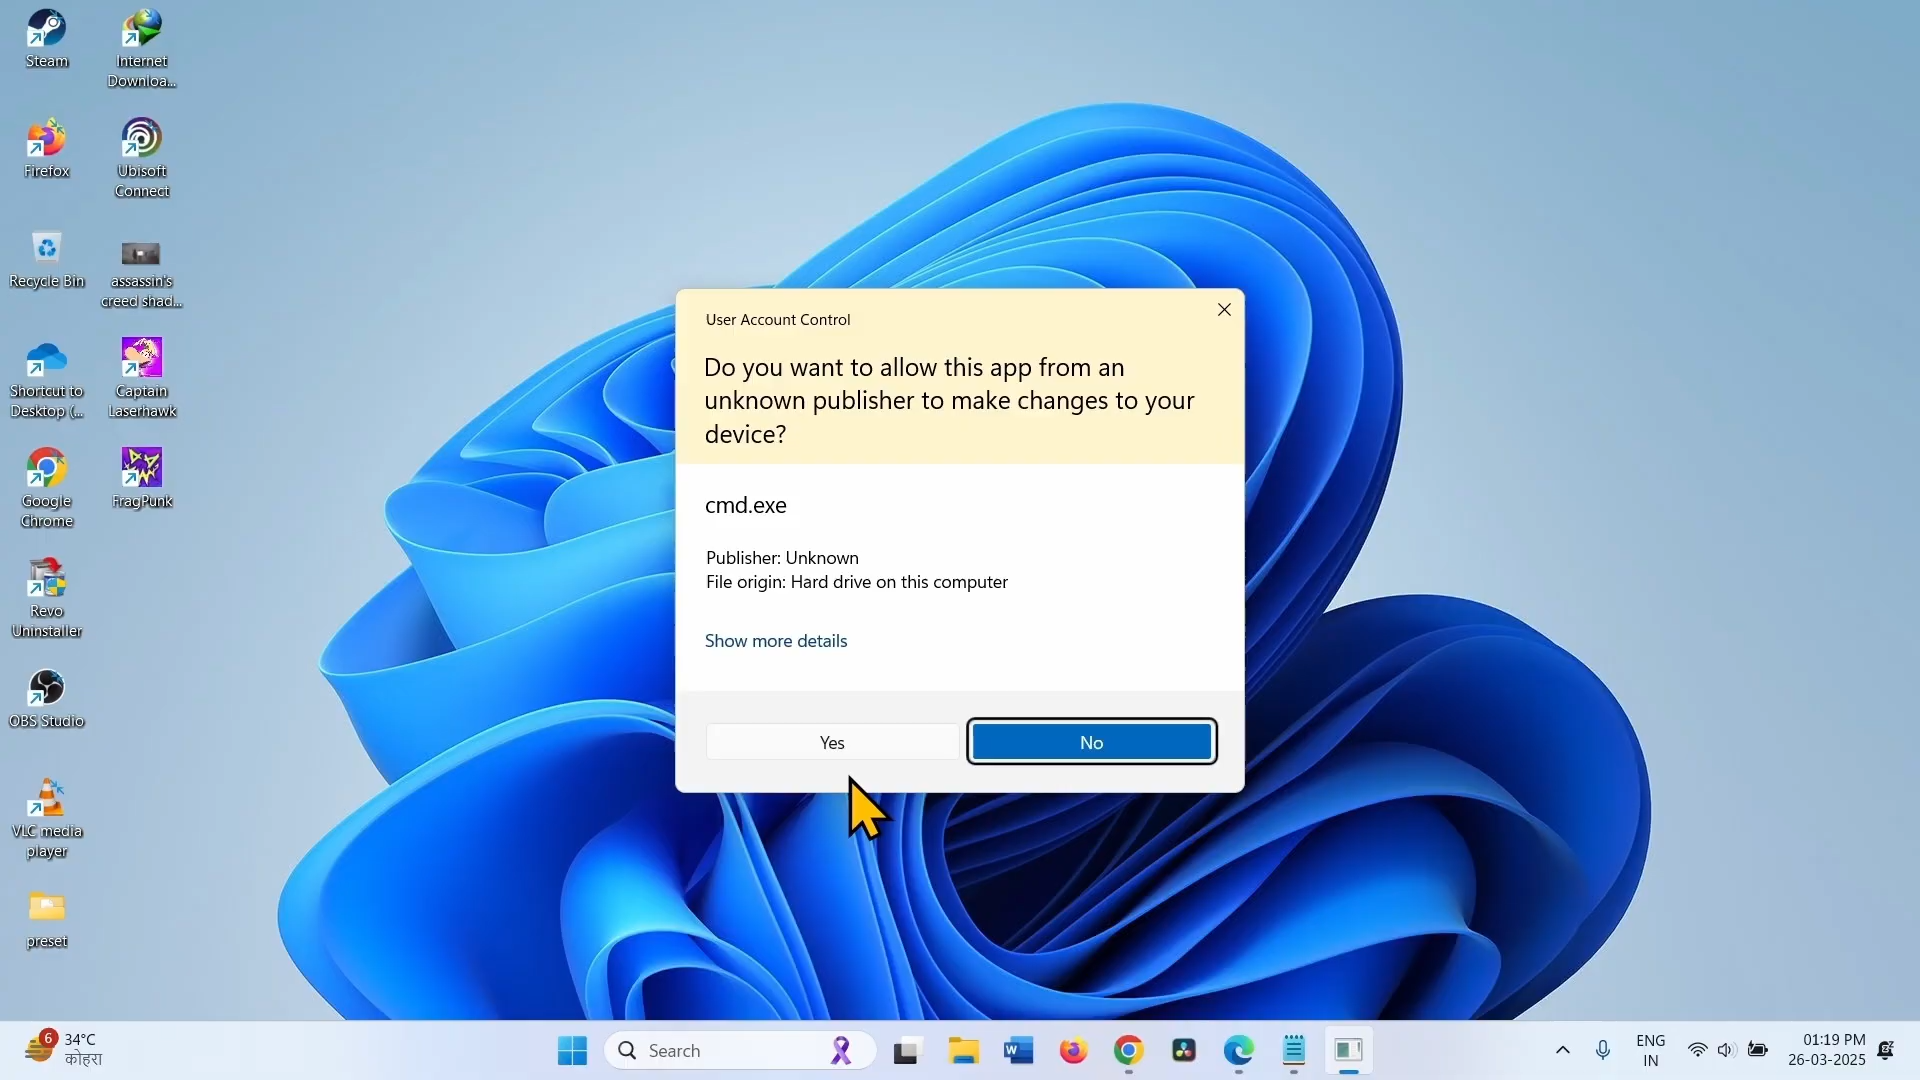 Steam
Internet
Downloa...
Firefox
Ubisoft
Connect
Recycle Bin
assassin's
creed shad...
Shortcut to
Desktop (...
Captain
Laserhawk
Google
Chrome
FragPunk
Revo
Uninstaller
OBS Studio
VLC media
player
preset
User Account Control
Do you want to allow this app from an
unknown publisher to make changes to your
device?
cmd.exe
Publisher: Unknown
File origin: Hard drive on this computer
Show more details
Yes
No
6
34°C
कोहरा
Search
ENG
IN
01:19 PM
26-03-2025